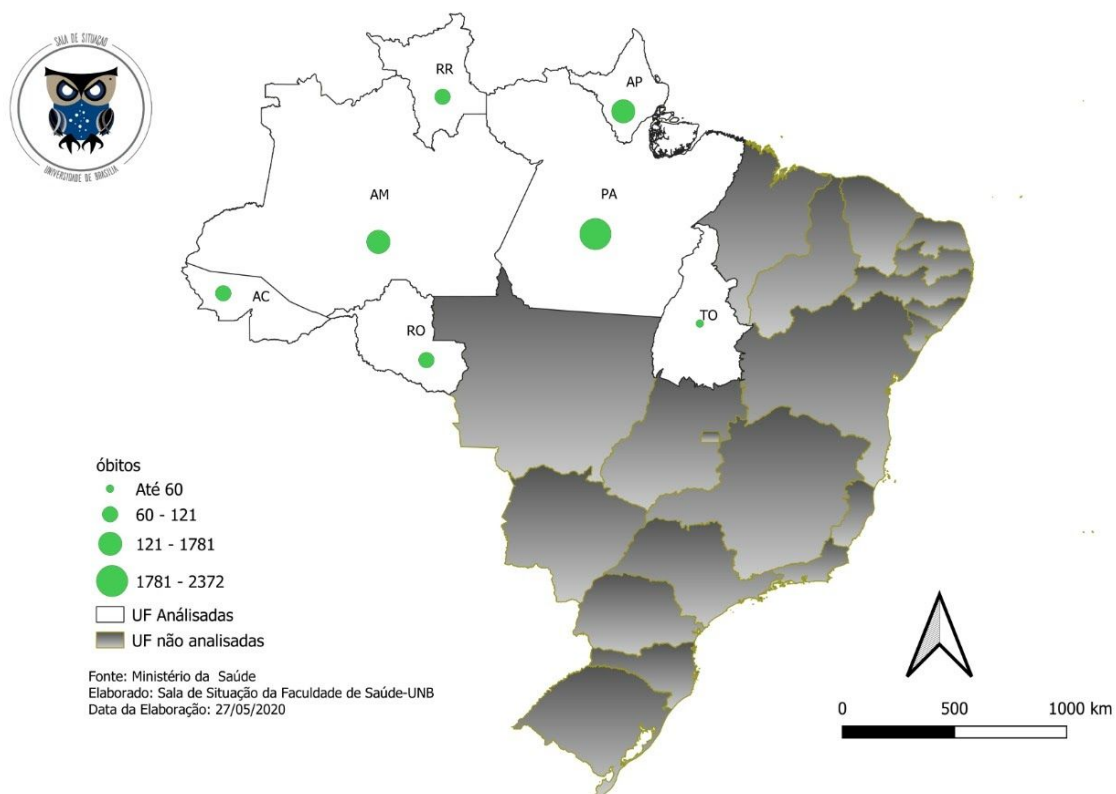 SALA DE SITUAÇÃO
UNIVERSIDADE DE BRASÍLIA
RR
AP
AM
PA
AC
RO
TO
óbitos
Até 60
60 - 121
121 - 1781
1781 - 2372
UF Análisadas
UF não analisadas
Fonte: Ministério da Saúde
Elaborado: Sala de Situação da Faculdade de Saúde-UNB
Data da Elaboração: 27/05/2020
0 500 1000 km